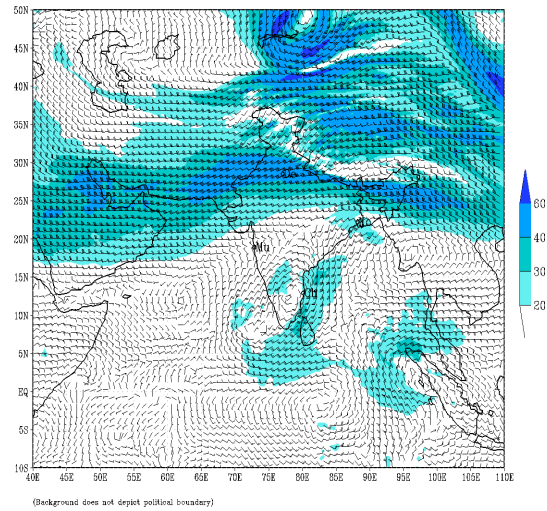 50N
45N
40N
35N
30N
25N
20N
15N
10N
5N
EQ
5S
10S
40E 45E 50E 55E 60E 65E 70E 75E 80E 85E 90E 95E 100E 105E 110E
Mu
60
40
30
20
{Background does not depict political boundary}